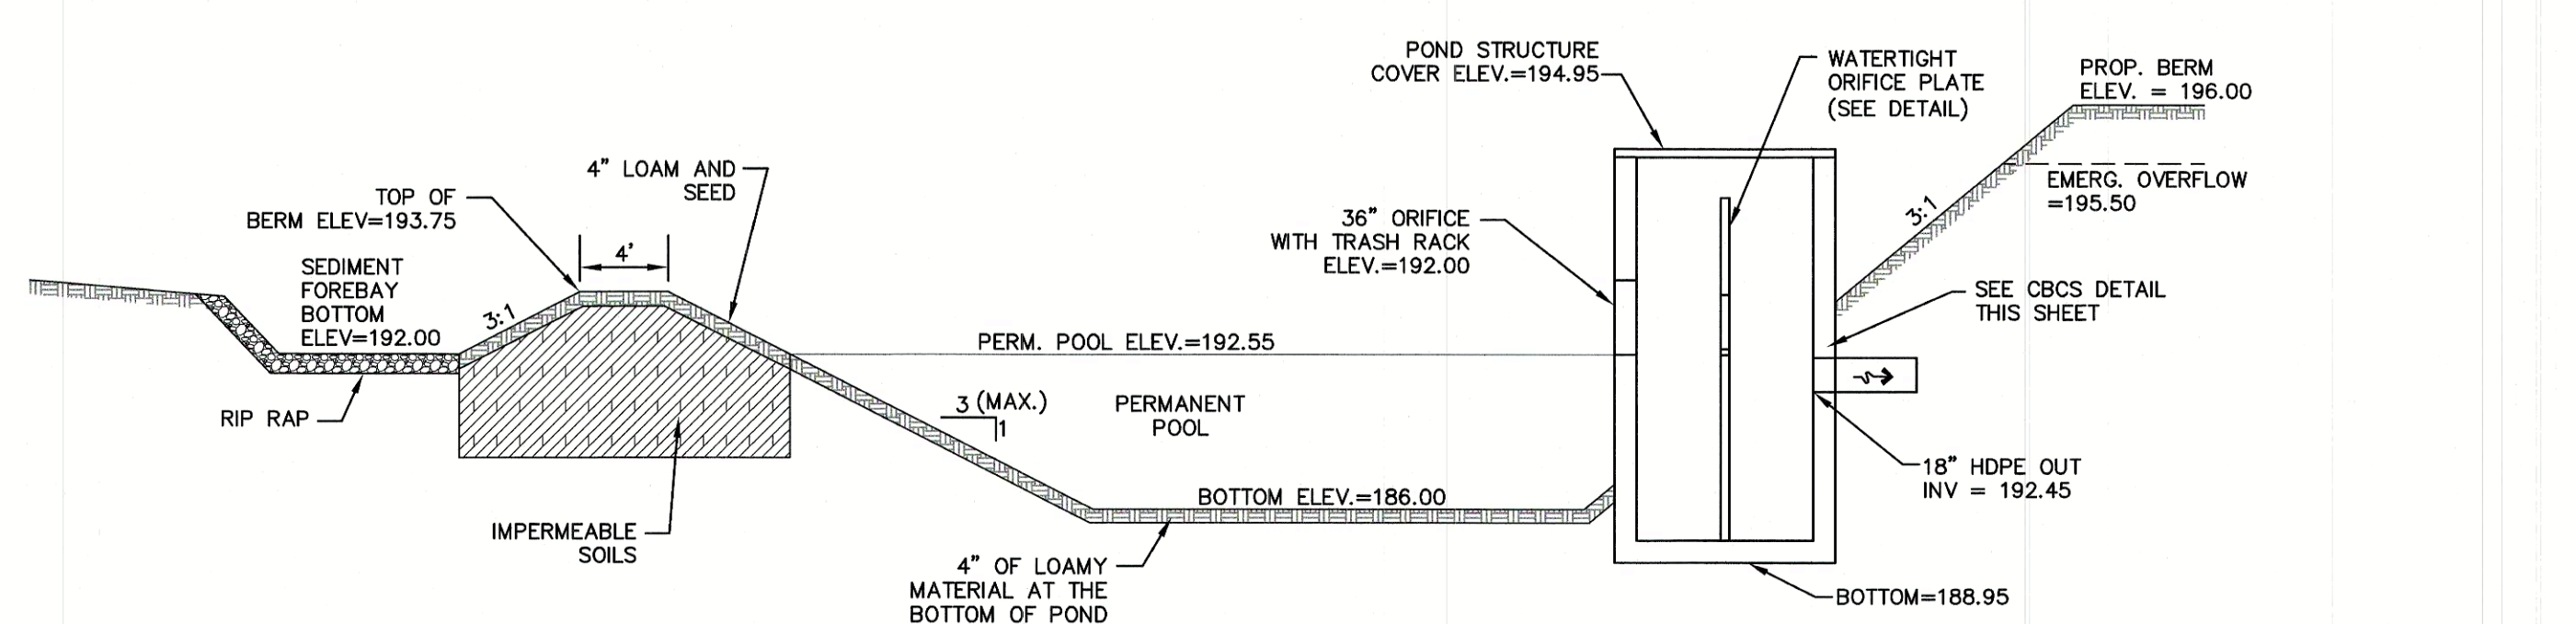 POND STRUCTURE
COVER ELEV.=194.95
WATERTIGHT
ORIFICE PLATE
(SEE DETAIL)
PROP. BERM
ELEV. = 196.00
4" LOAM AND
SEED
TOP OF
BERM ELEV=193.75
EMERG. OVERFLOW
=195.50
36" ORIFICE
WITH TRASH RACK
ELEV.=192.00
3:1
4'
SEDIMENT
FOREBAY
BOTTOM
ELEV=192.00
3:1
SEE CBCS DETAIL
THIS SHEET
PERM. POOL ELEV.=192.55
RIP RAP
3 (MAX.)
1
PERMANENT
POOL
18" HDPE OUT
INV = 192.45
BOTTOM ELEV.=186.00
IMPERMEABLE
SOILS
4" OF LOAMY
MATERIAL AT THE
BOTTOM OF POND
BOTTOM=188.95